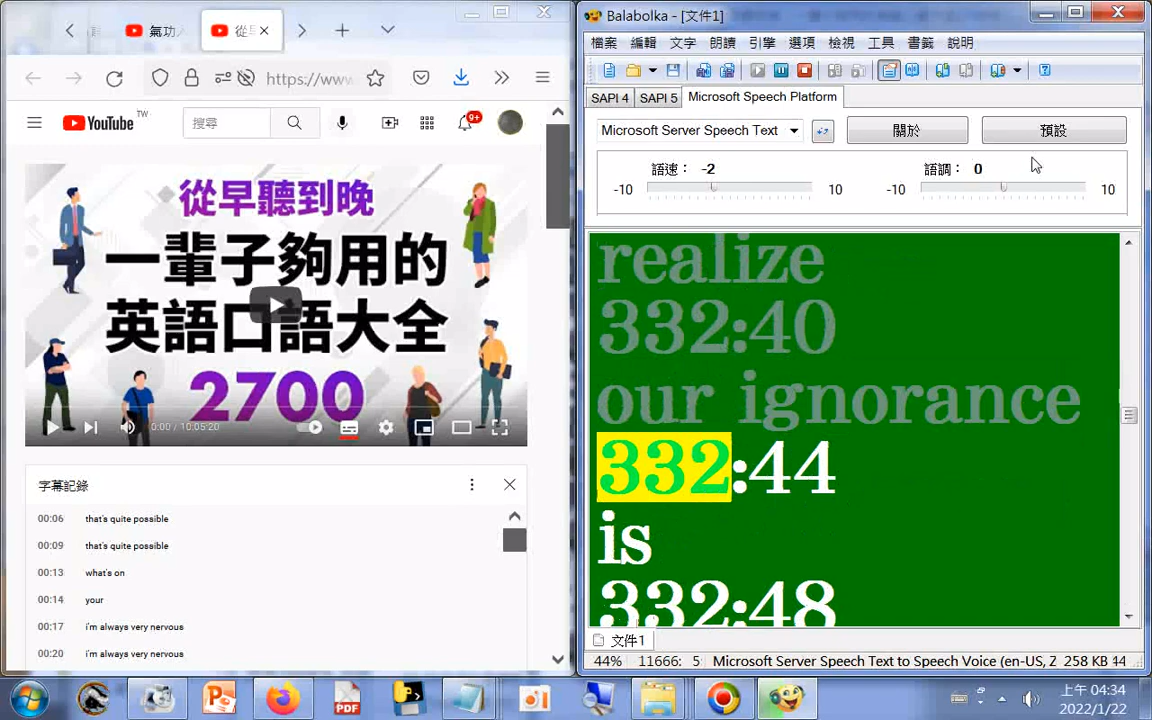 氣功
從
https://www
YouTube TW
搜尋
9+
從早聽到晚
一輩子夠用的
英語口語大全
2700
0:00 / 10:05:20
字幕記錄
00:06 that's quite possible
00:09 that's quite possible
00:13 what's on
00:14 your
00:17 i'm always very nervous
00:20 i'm always very nervous
Balabolka - [文件1]
檔案 編輯 文字 朗讀 引擎 選項 檢視 工具 書籤 說明
SAPI 4 SAPI 5 Microsoft Speech Platform
Microsoft Server Speech Text 關於 預設
語速： -2 語調： 0
-10 10 -10 10
realize
332:40
our ignorance
332:44
is
332:48
文件1
44% 11666: 5 Microsoft Server Speech Text to Speech Voice (en-US, Z 258 KB 44
PDF
上午 04:34
2022/1/22